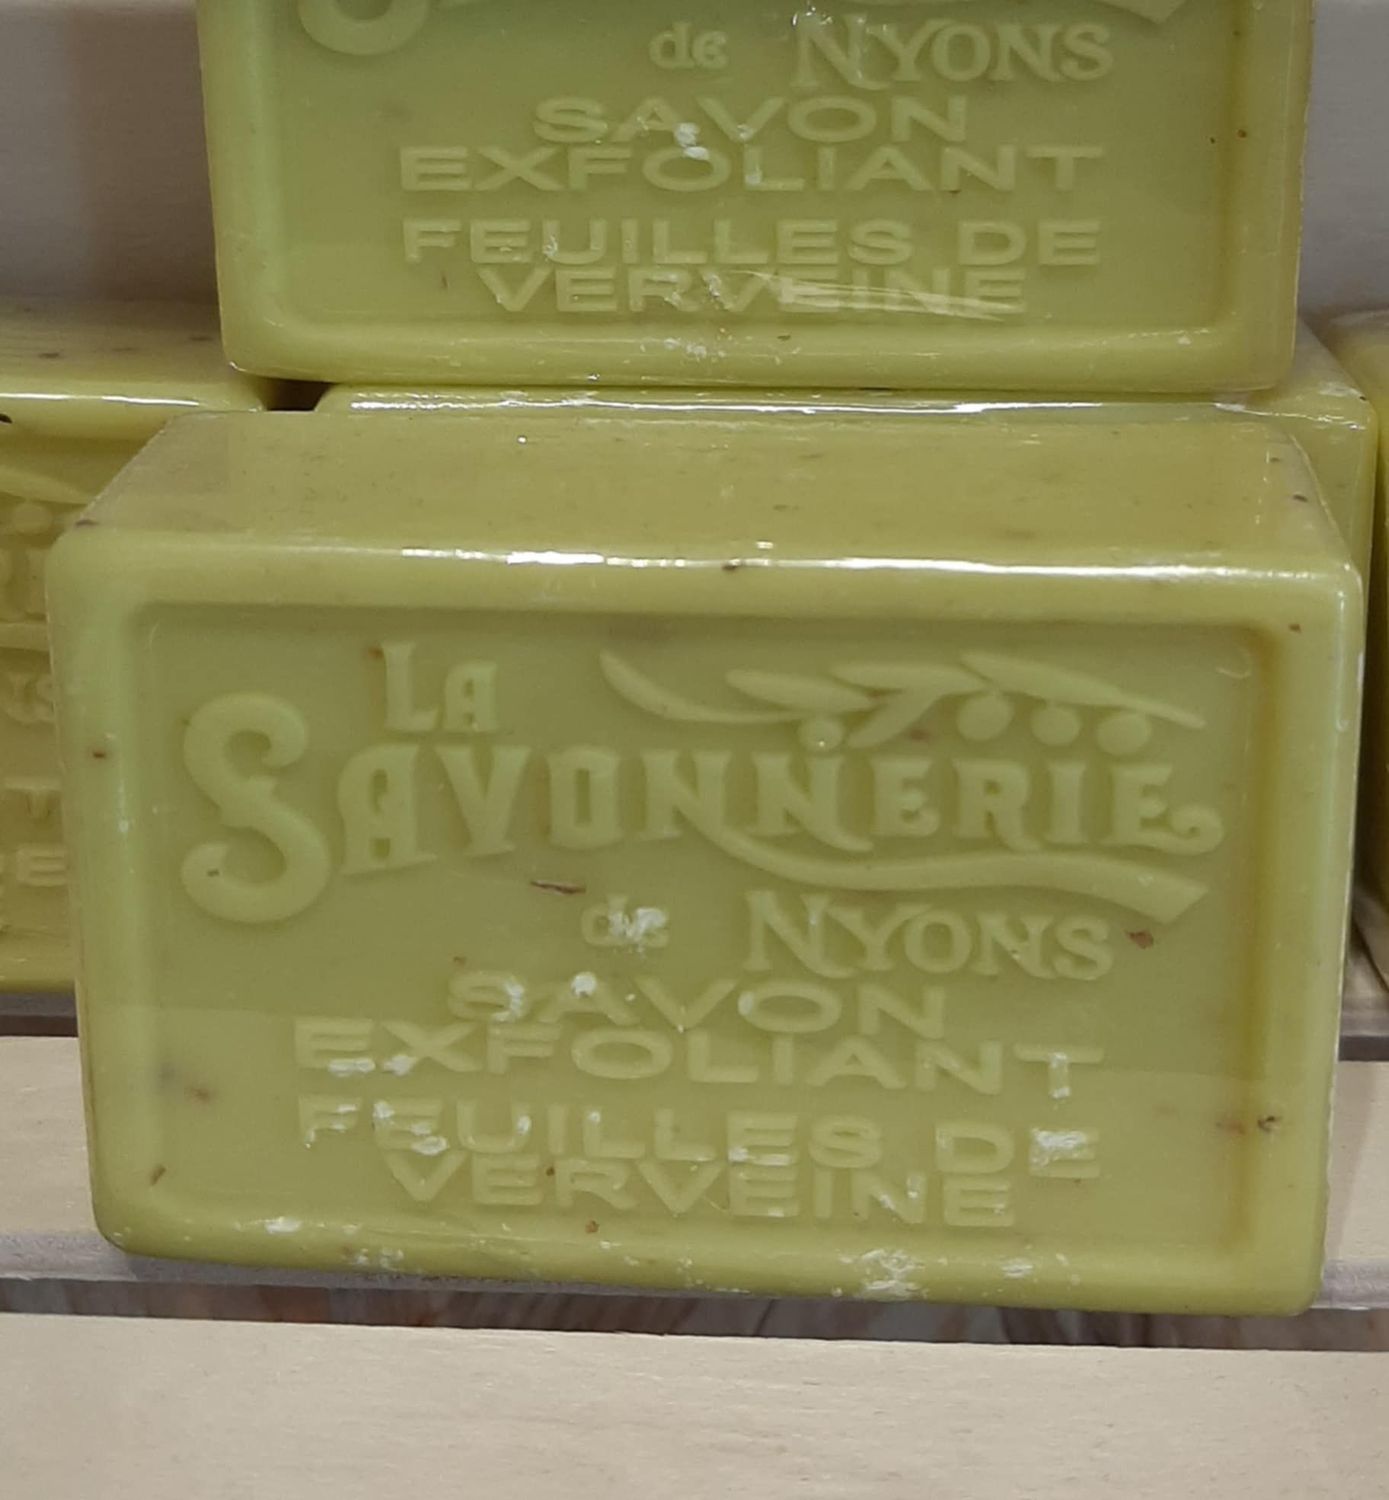 de NYONS
SAVON
EXFOLIANT
FEUILLES DE
VERVEINE
LA
SAVONNERIE
de NYONS
SAVON
EXFOLIANT
FEUILLES DE
VERVEINE